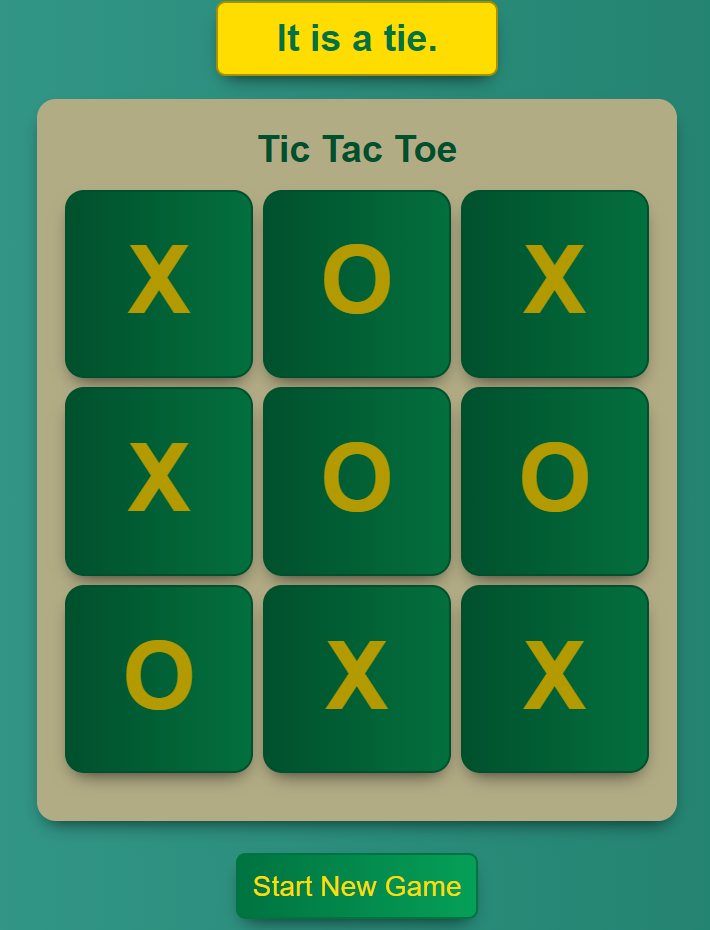 It is a tie.
Tic Tac Toe
X O X
X O O
O X X
Start New Game